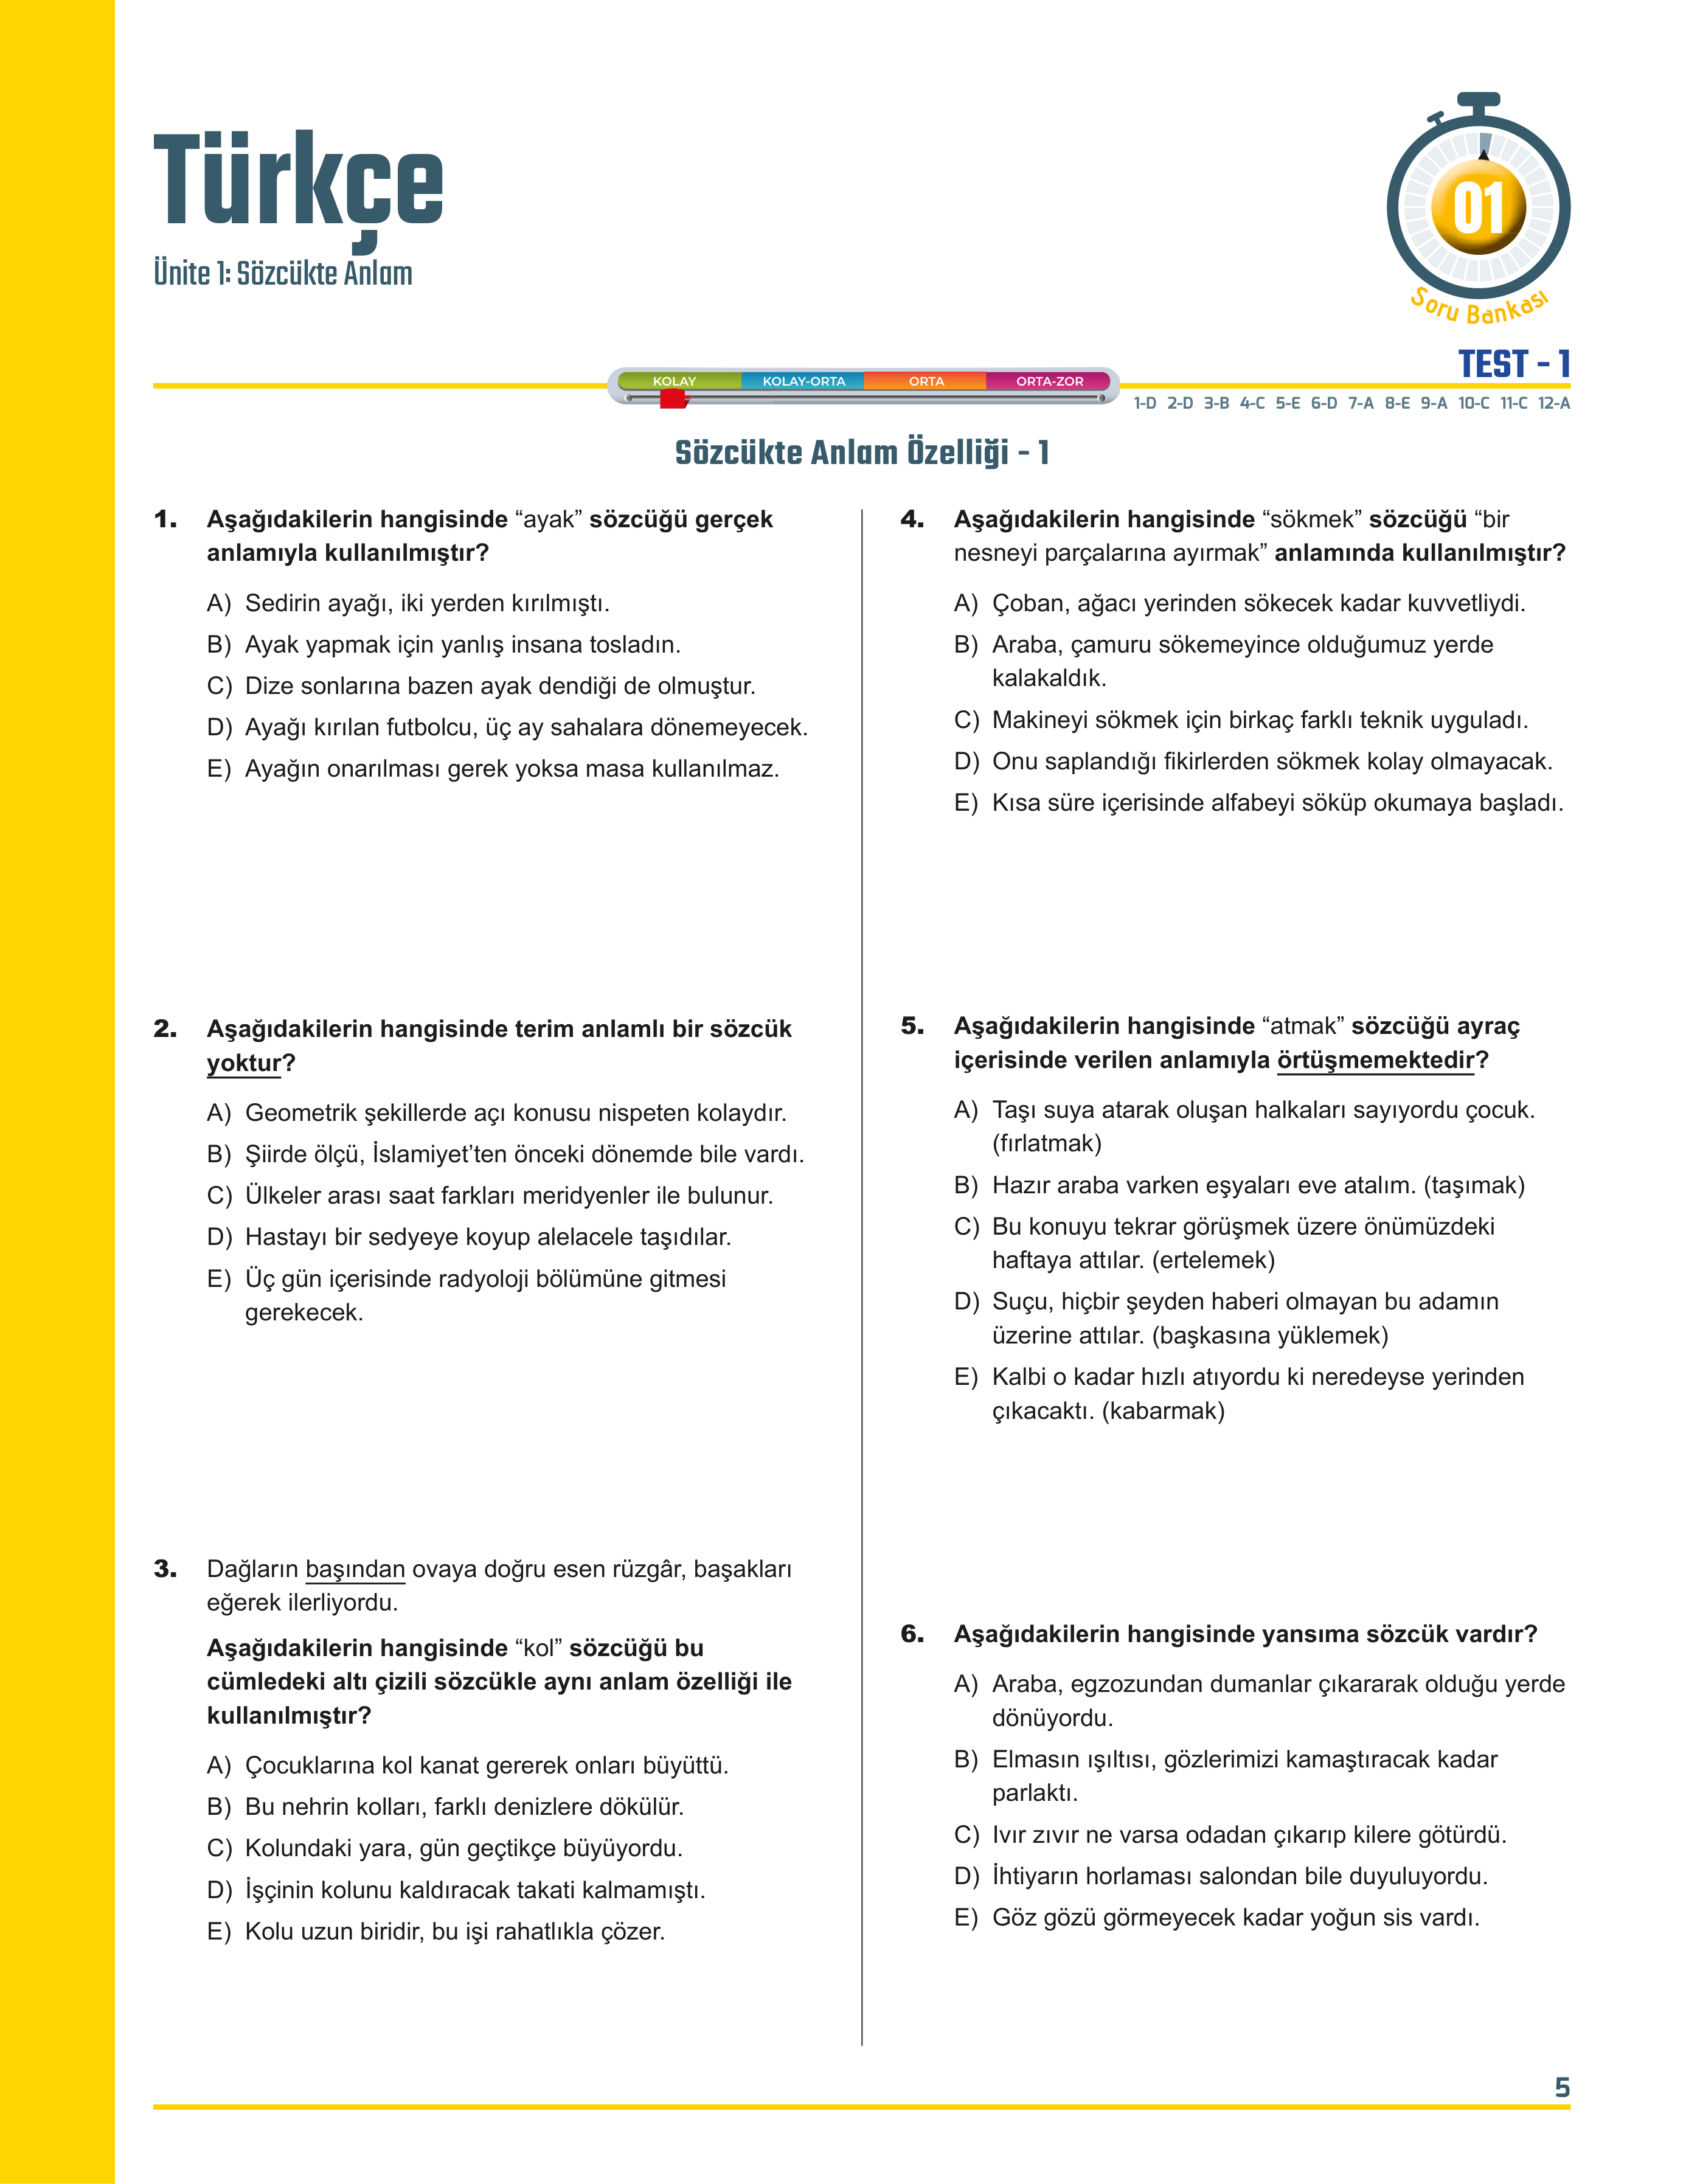 Türkçe
Ünite 1: Sözcükte Anlam
01
Soru Bankası
TEST - 1
KOLAY KOLAY-ORTA ORTA ORTA-ZOR
1-D 2-D 3-B 4-C 5-E 6-D 7-A 8-E 9-A 10-C 11-C 12-A
Sözcükte Anlam Özelliği - 1
1. Aşağıdakilerin hangisinde “ayak” sözcüğü gerçek
anlamıyla kullanılmıştır?
A) Sedirin ayağı, iki yerden kırılmıştı.
B) Ayak yapmak için yanlış insana tosladın.
C) Dize sonlarına bazen ayak dendiği de olmuştur.
D) Ayağı kırılan futbolcu, üç ay sahalara dönemeyecek.
E) Ayağın onarılması gerek yoksa masa kullanılmaz.
2. Aşağıdakilerin hangisinde terim anlamlı bir sözcük
yoktur?
A) Geometrik şekillerde açı konusu nispeten kolaydır.
B) Şiirde ölçü, İslamiyet’ten önceki dönemde bile vardı.
C) Ülkeler arası saat farkları meridyenler ile bulunur.
D) Hastayı bir sedyeye koyup alelacele taşıdılar.
E) Üç gün içerisinde radyoloji bölümüne gitmesi
gerekecek.
3. Dağların başından ovaya doğru esen rüzgâr, başakları
eğerek ilerliyordu.
Aşağıdakilerin hangisinde “kol” sözcüğü bu
cümledeki altı çizili sözcükle aynı anlam özelliği ile
kullanılmıştır?
A) Çocuklarına kol kanat gererek onları büyüttü.
B) Bu nehrin kolları, farklı denizlere dökülür.
C) Kolundaki yara, gün geçtikçe büyüyordu.
D) İşçinin kolunu kaldıracak takati kalmamıştı.
E) Kolu uzun biridir, bu işi rahatlıkla çözer.
4. Aşağıdakilerin hangisinde “sökmek” sözcüğü “bir
nesneyi parçalarına ayırmak” anlamında kullanılmıştır?
A) Çoban, ağacı yerinden sökecek kadar kuvvetliydi.
B) Araba, çamuru sökemeyince olduğumuz yerde
kalakaldık.
C) Makineyi sökmek için birkaç farklı teknik uyguladı.
D) Onu saplandığı fikirlerden sökmek kolay olmayacak.
E) Kısa süre içerisinde alfabeyi söküp okumaya başladı.
5. Aşağıdakilerin hangisinde “atmak” sözcüğü ayraç
içerisinde verilen anlamıyla örtüşmemektedir?
A) Taşı suya atarak oluşan halkaları sayıyordu çocuk.
(fırlatmak)
B) Hazır araba varken eşyaları eve atalım. (taşımak)
C) Bu konuyu tekrar görüşmek üzere önümüzdeki
haftaya attılar. (ertelemek)
D) Suçu, hiçbir şeyden haberi olmayan bu adamın
üzerine attılar. (başkasına yüklemek)
E) Kalbi o kadar hızlı atıyordu ki neredeyse yerinden
çıkacaktı. (kabarmak)
6. Aşağıdakilerin hangisinde yansıma sözcük vardır?
A) Araba, egzozundan dumanlar çıkararak olduğu yerde
dönüyordu.
B) Elmasın ışıltısı, gözlerimizi kamaştıracak kadar
parlaktı.
C) Ivır zıvır ne varsa odadan çıkarıp kilere götürdü.
D) İhtiyarın horlaması salondan bile duyuluyordu.
E) Göz gözü görmeyecek kadar yoğun sis vardı.
5